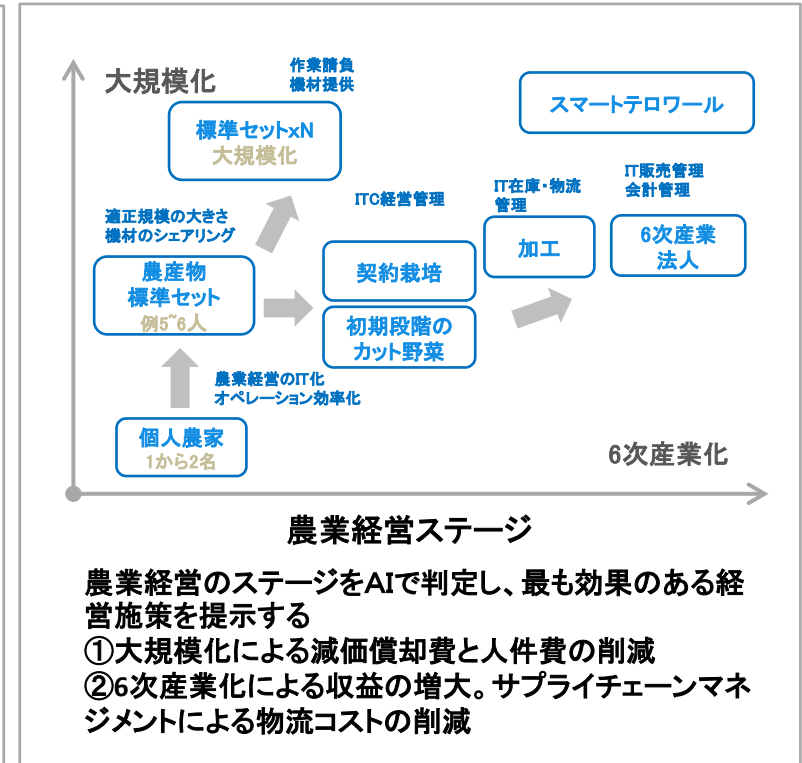 大規模化
作業請負
機材提供
標準セットxN
大規模化
スマートテロワール
適正規模の大きさ
機材のシェアリング
ITC経営管理
IT在庫・物流
管理
IT販売管理
会計管理
農産物
標準セット
例5~6人
契約栽培
初期段階の
カット野菜
加工
6次産業
法人
農業経営のIT化
オペレーション効率化
個人農家
1から2名
6次産業化
農業経営ステージ
農業経営のステージをAIで判定し、最も効果のある経
営施策を提示する
①大規模化による減価償却費と人件費の削減
②6次産業化による収益の増大。サプライチェーンマネ
ジメントによる物流コストの削減